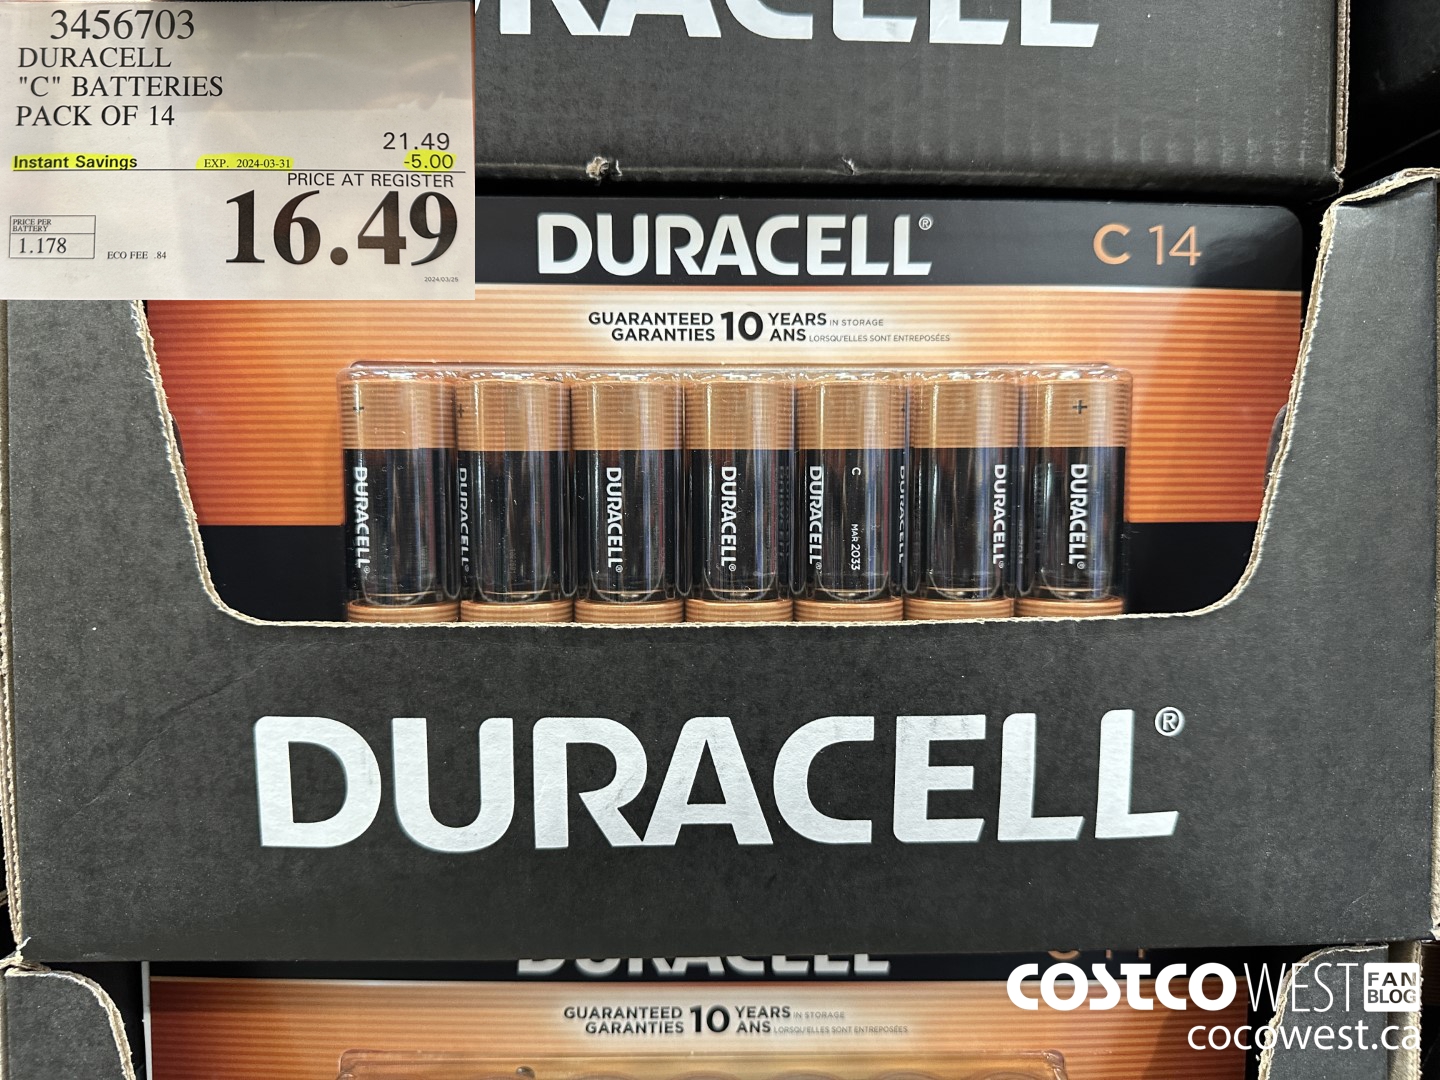 3456703
DURACELL
"C" BATTERIES
PACK OF 14
21.49
Instant Savings EXP. 2024-03-31 -5.00
PRICE AT REGISTER
16.49
PRICE PER
BATTERY
1.178
ECO FEE .84
2024/03/26
DURACELL
DURACELL® C 14
GUARANTEED 10 YEARS IN STORAGE
GARANTIES 10 ANS LORSQU'ELLES SONT ENTREPOSÉES
+
+
+
DURACELL®
DURACELL®
DURACELL®
DURACELL®
DURACELL®
C MAR 2033
DURACELL
DURACELL®
DURACELL®
DURACELL®
DURACELL
C 14
GUARANTEED 10 YEARS IN STORAGE
GARANTIES 10 ANS LORSQU'ELLES SONT ENTREPOSÉES
COSTCO WEST FAN BLOG
cocowest.ca